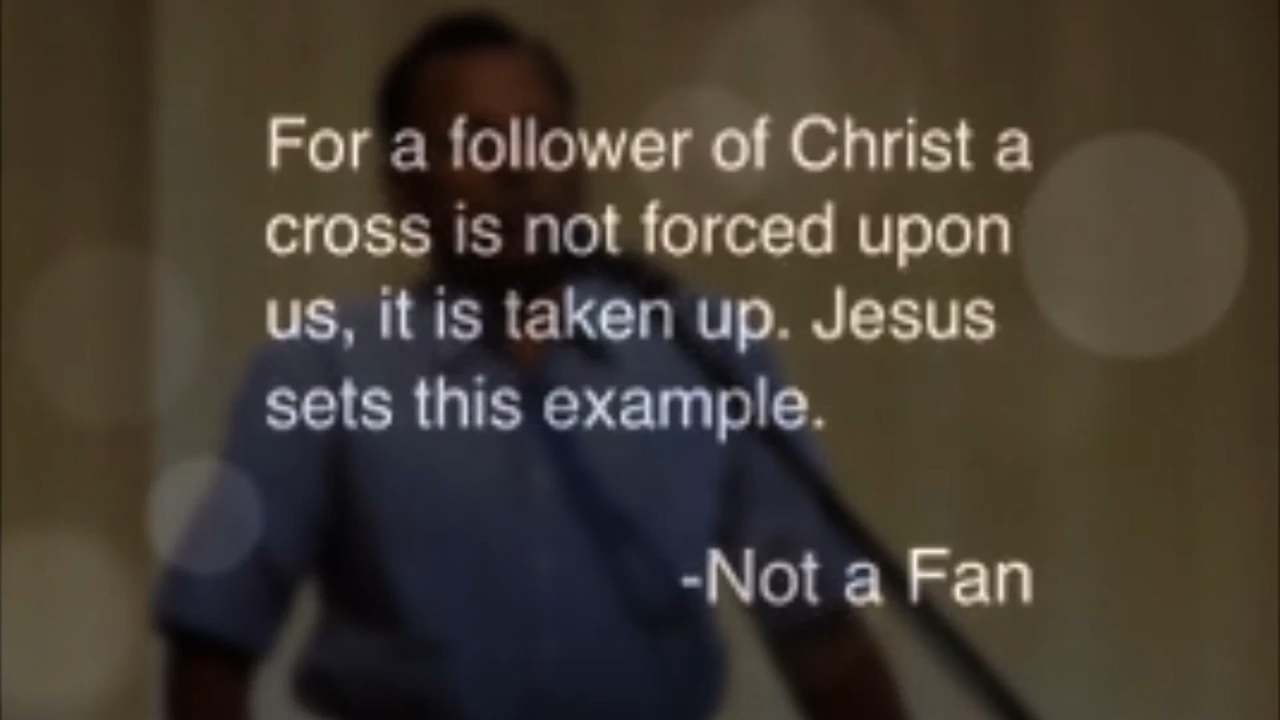 For a follower of Christ a
cross is not forced upon
us, it is taken up. Jesus
sets this example.
-Not a Fan